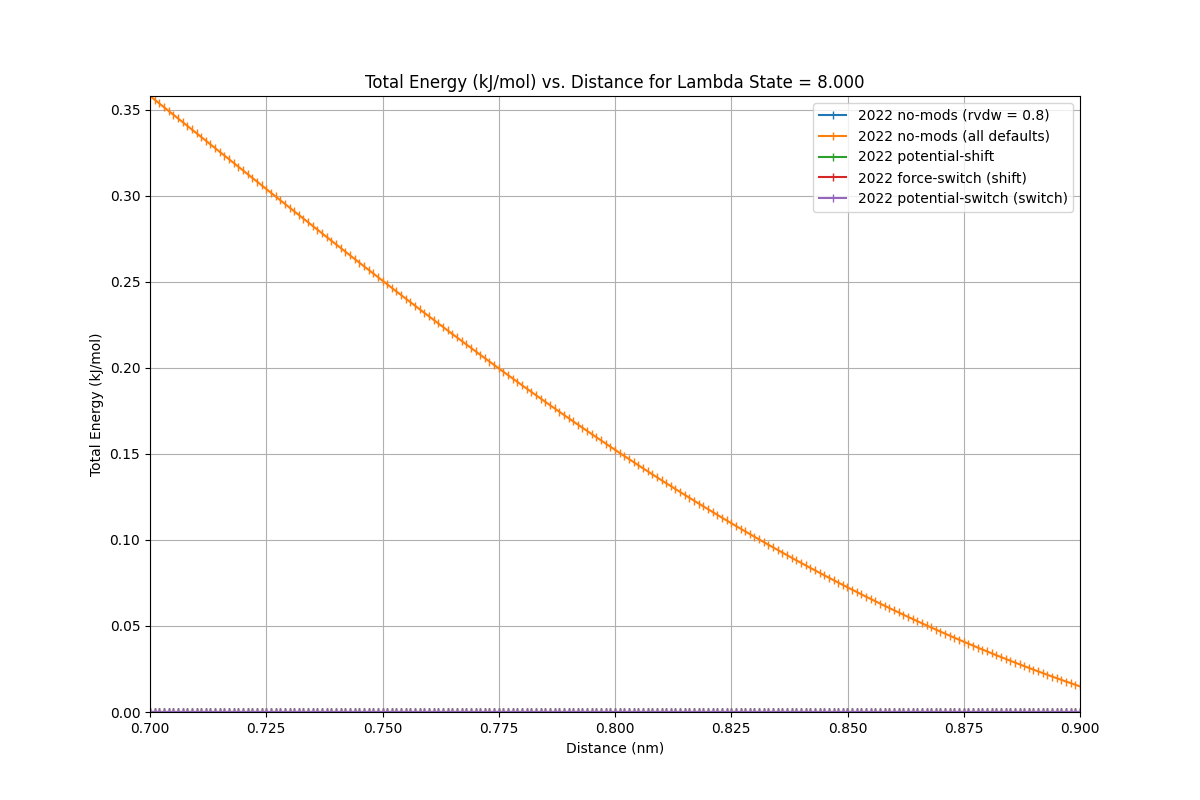 Total Energy (kJ/mol) vs. Distance for Lambda State = 8.000
2022 no-mods (rvdw = 0.8)
2022 no-mods (all defaults)
2022 potential-shift
2022 force-switch (shift)
2022 potential-switch (switch)
Total Energy (kJ/mol)
0.35
0.30
0.25
0.20
0.15
0.10
0.05
0.00
0.700 0.725 0.750 0.775 0.800 0.825 0.850 0.875 0.900
Distance (nm)